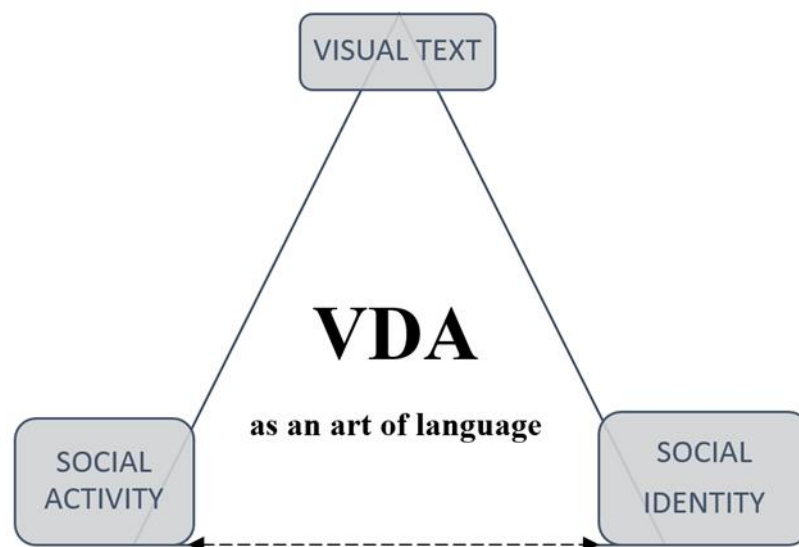 VISUAL TEXT
VDA
as an art of language
SOCIAL
ACTIVITY
SOCIAL
IDENTITY